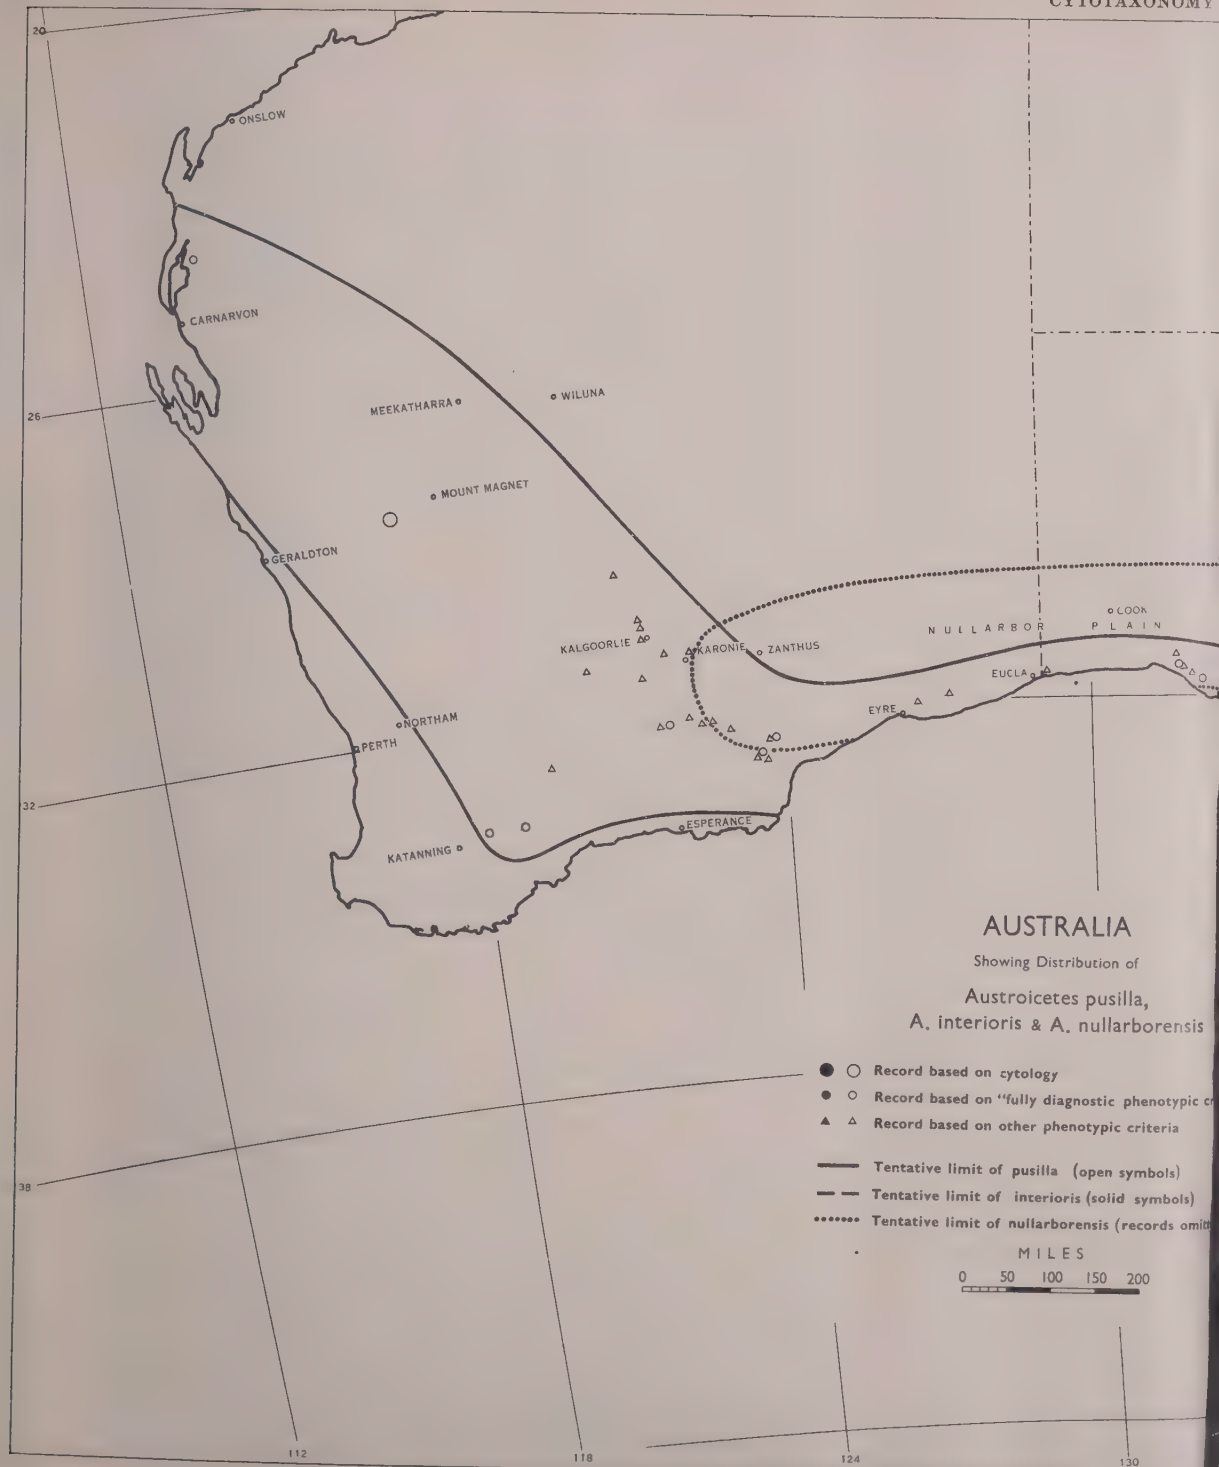 CYTOTAXONOMY
20
ONSLOW
CARNARVON
26
MEEKATHARRA
WILUNA
MOUNT MAGNET
GERALDTON
COOK
NULLARBOR PLAIN
KALGOORLIE
KARONIE
ZANTHUS
EUCLA
EYRE
NORTHAM
PERTH
32
ESPERANCE
KATANNING
AUSTRALIA
Showing Distribution of
Austroicetes pusilla,
A. interioris & A. nullarborensis
Record based on cytology
Record based on "fully diagnostic phenotypic
Record based on other phenotypic criteria
Tentative limit of pusilla (open symbols)
38
Tentative limit of interioris (solid symbols)
Tentative limit of nullarborensis (records
MILES
0 50 100 150 200
112
118
124
130